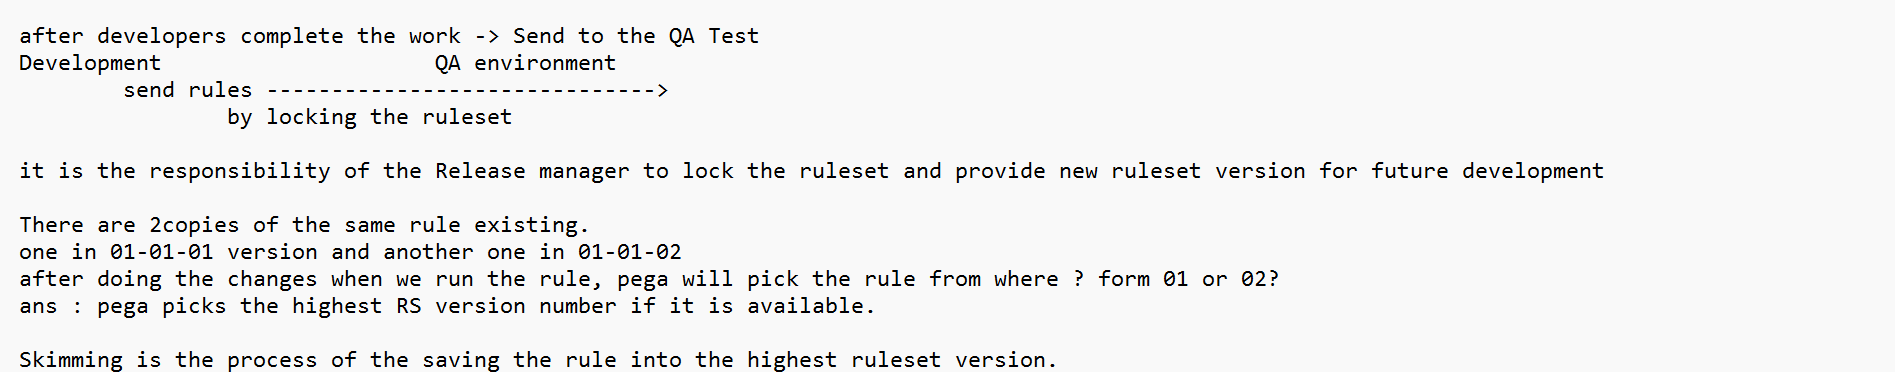 after developers complete the work -> Send to the QA Test
Development                     QA environment
        send rules ------------------------------>
                by locking the ruleset
it is the responsibility of the Release manager to lock the ruleset and provide new ruleset version for future development
There are 2copies of the same rule existing.
one in 01-01-01 version and another one in 01-01-02
after doing the changes when we run the rule, pega will pick the rule from where ? form 01 or 02?
ans : pega picks the highest RS version number if it is available.
Skimming is the process of the saving the rule into the highest ruleset version.